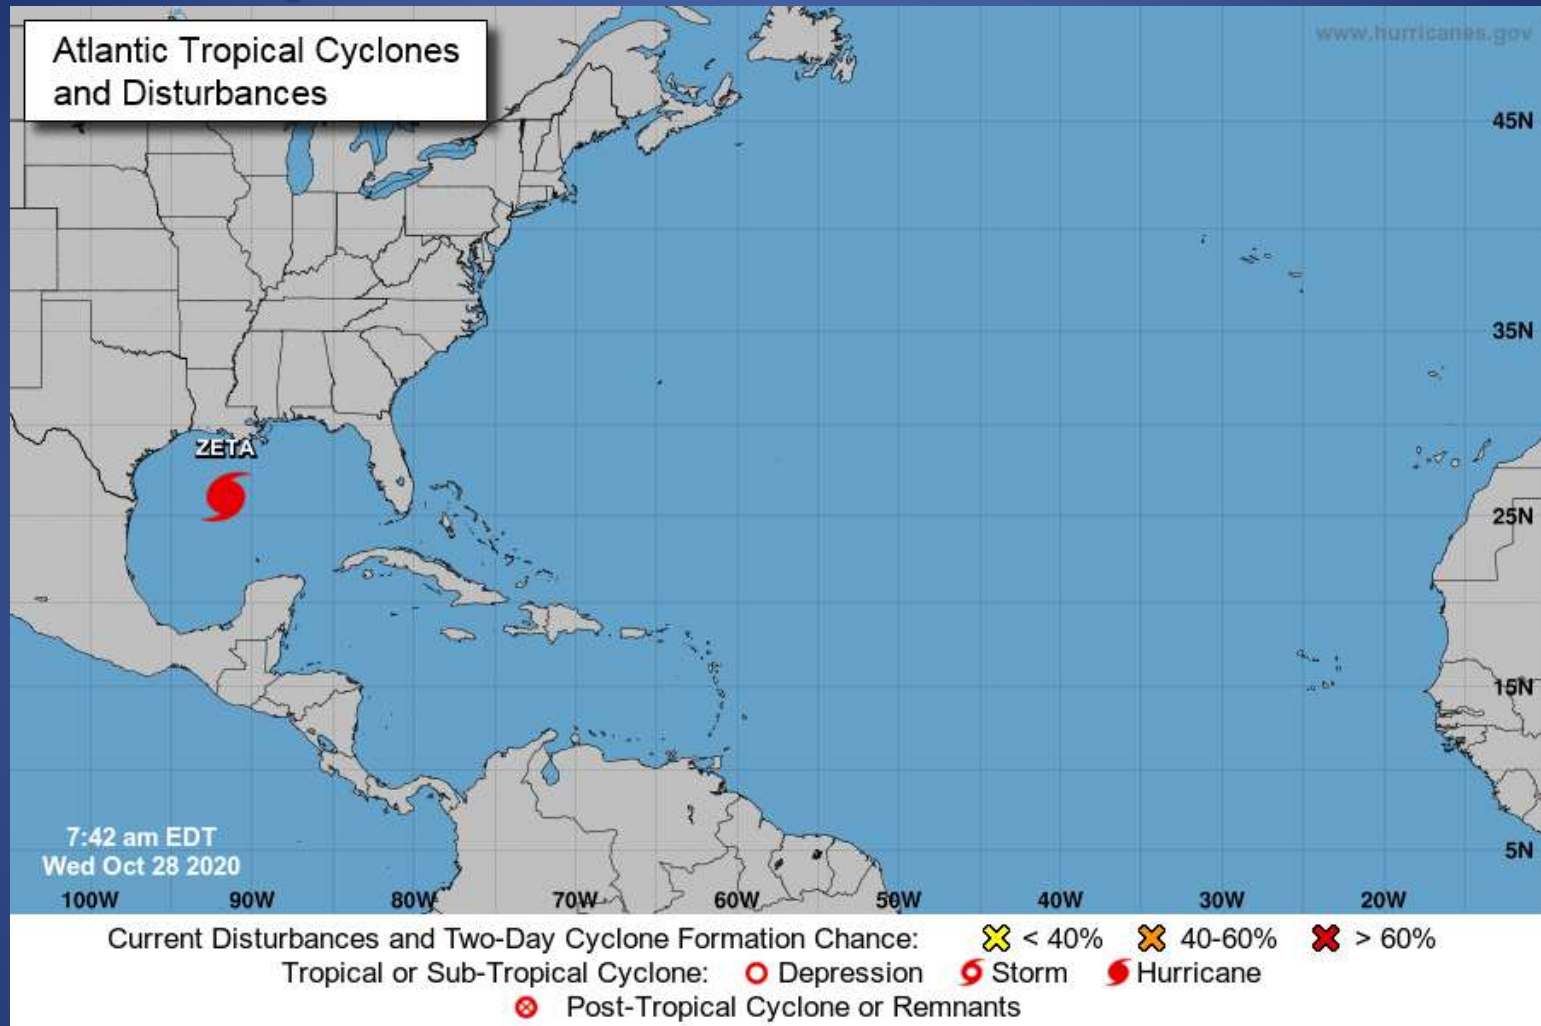 Atlantic Tropical Cyclones
and Disturbances
www.hurricanes.gov
45N
35N
ZETA
25N
15N
5N
7:42 am EDT
Wed Oct 28 2020
100W 90W 80W 70W 60W 50W 40W 30W 20W
Current Disturbances and Two-Day Cyclone Formation Chance: < 40% 40-60% > 60%
Tropical or Sub-Tropical Cyclone: Depression Storm Hurricane
Post-Tropical Cyclone or Remnants